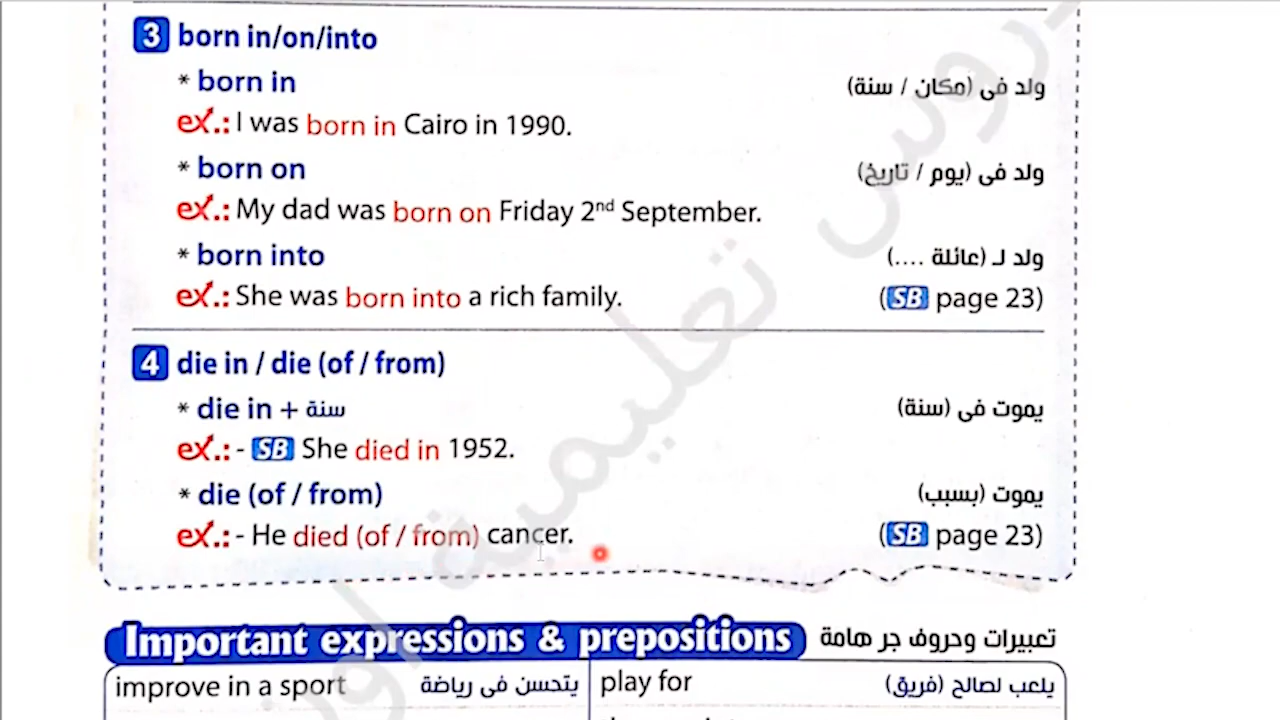 3 born in/on/into
* born in ولد فى (مكان / سنة)
ex.: I was born in Cairo in 1990.
* born on ولد فى (يوم / تاريخ)
ex.: My dad was born on Friday 2nd September.
* born into ولد لـ (عائلة ....)
ex.: She was born into a rich family. (SB page 23)
4 die in / die (of / from)
* die in + سنة يموت فى (سنة)
ex.: - SB She died in 1952.
* die (of / from) يموت (بسبب)
ex.: - He died (of / from) cancer. (SB page 23)
Important expressions & prepositions تعبيرات وحروف جر هامة
improve in a sport يتحسن فى رياضة play for يلعب لصالح (فريق)
دروس تعليمية